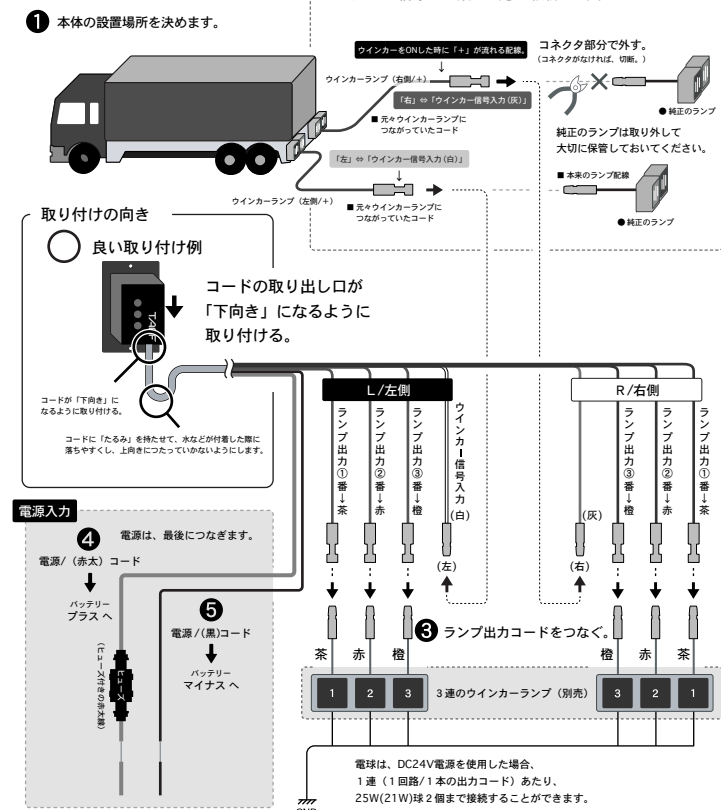 ❶ 本体の設置場所を決めます。
ウインカーをONした時に「+」が流れる配線。
ウインカーランプ（右側/+）
「右」⇔「ウインカー信号入力(灰)」
■ 元々ウインカーランプに
つながっていたコード
コネクタ部分で外す。
（コネクタがなければ、切断。）
● 純正のランプ
純正のランプは取り外して
大切に保管しておいてください。
「左」⇔「ウインカー信号入力(白)」
ウインカーランプ（左側/+）
■ 元々ウインカーランプに
つながっていたコード
■ 本来のランプ配線
● 純正のランプ
取り付けの向き
良い取り付け例
コードの取り出し口が
「下向き」になるように
取り付ける。
コードが「下向き」に
なるように取り付ける。
コードに「たるみ」を持たせて、水などが付着した際に
落ちやすくし、上向きにつたっていかないようにします。
L/左側
ランプ出力①番→茶
ランプ出力②番→赤
ランプ出力③番→橙
ウインカー信号入力
(白)
(左)
R/右側
(灰)
(右)
ランプ出力③番→橙
ランプ出力②番→赤
ランプ出力①番→茶
電源入力
❹ 電源は、最後につなぎます。
電源/（赤太）コード
バッテリー
プラス へ
(ヒューズ付きの赤太線)
ヒューズ
❺
電源/(黒)コード
バッテリー
マイナス へ
❸ ランプ出力コードをつなぐ。
茶 赤 橙 橙 赤 茶
1 2 3 3連のウインカーランプ（別売） 3 2 1
電球は、DC24V電源を使用した場合、
1連（1回路/1本の出力コード）あたり、
25W(21W)球2個まで接続することができます。